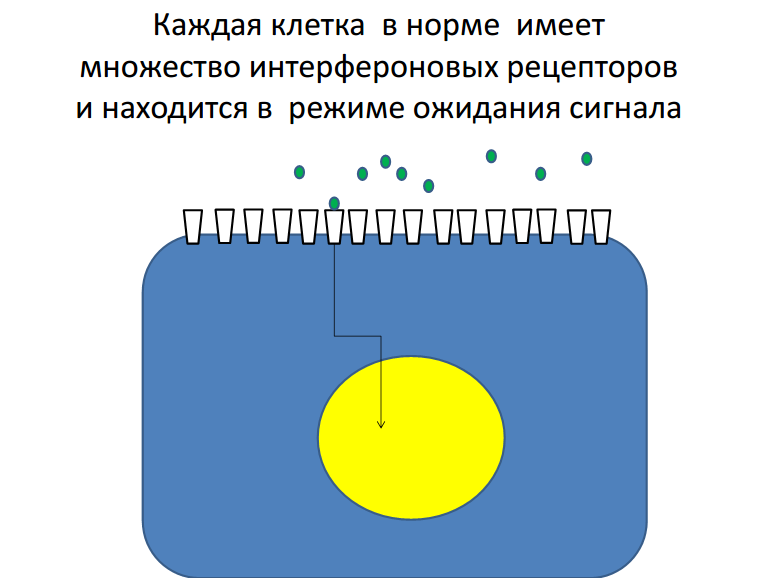 Каждая клетка в норме имеет
множество интерфероновых рецепторов
и находится в режиме ожидания сигнала